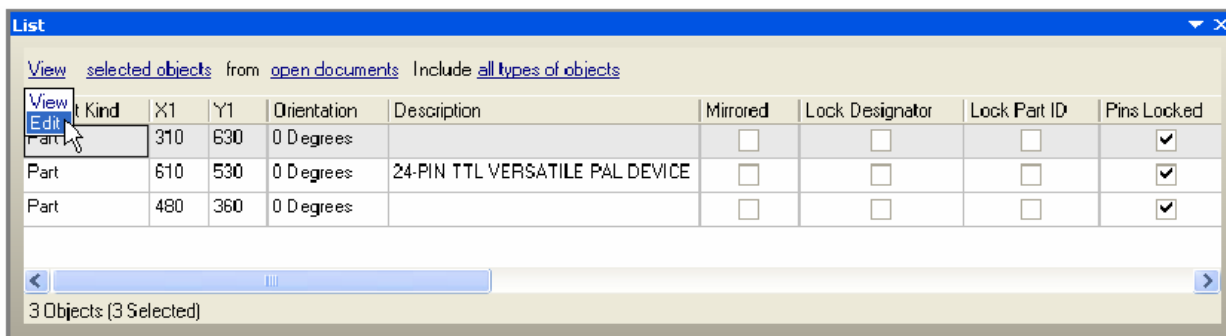 List
View selected objects from open documents Include all types of objects
View
Edit
t Kind X1 Y1 Orientation Description Mirrored Lock Designator Lock Part ID Pins Locked
Part 310 630 0 Degrees
Part 610 530 0 Degrees 24-PIN TTL VERSATILE PAL DEVICE
Part 480 360 0 Degrees
3 Objects (3 Selected)